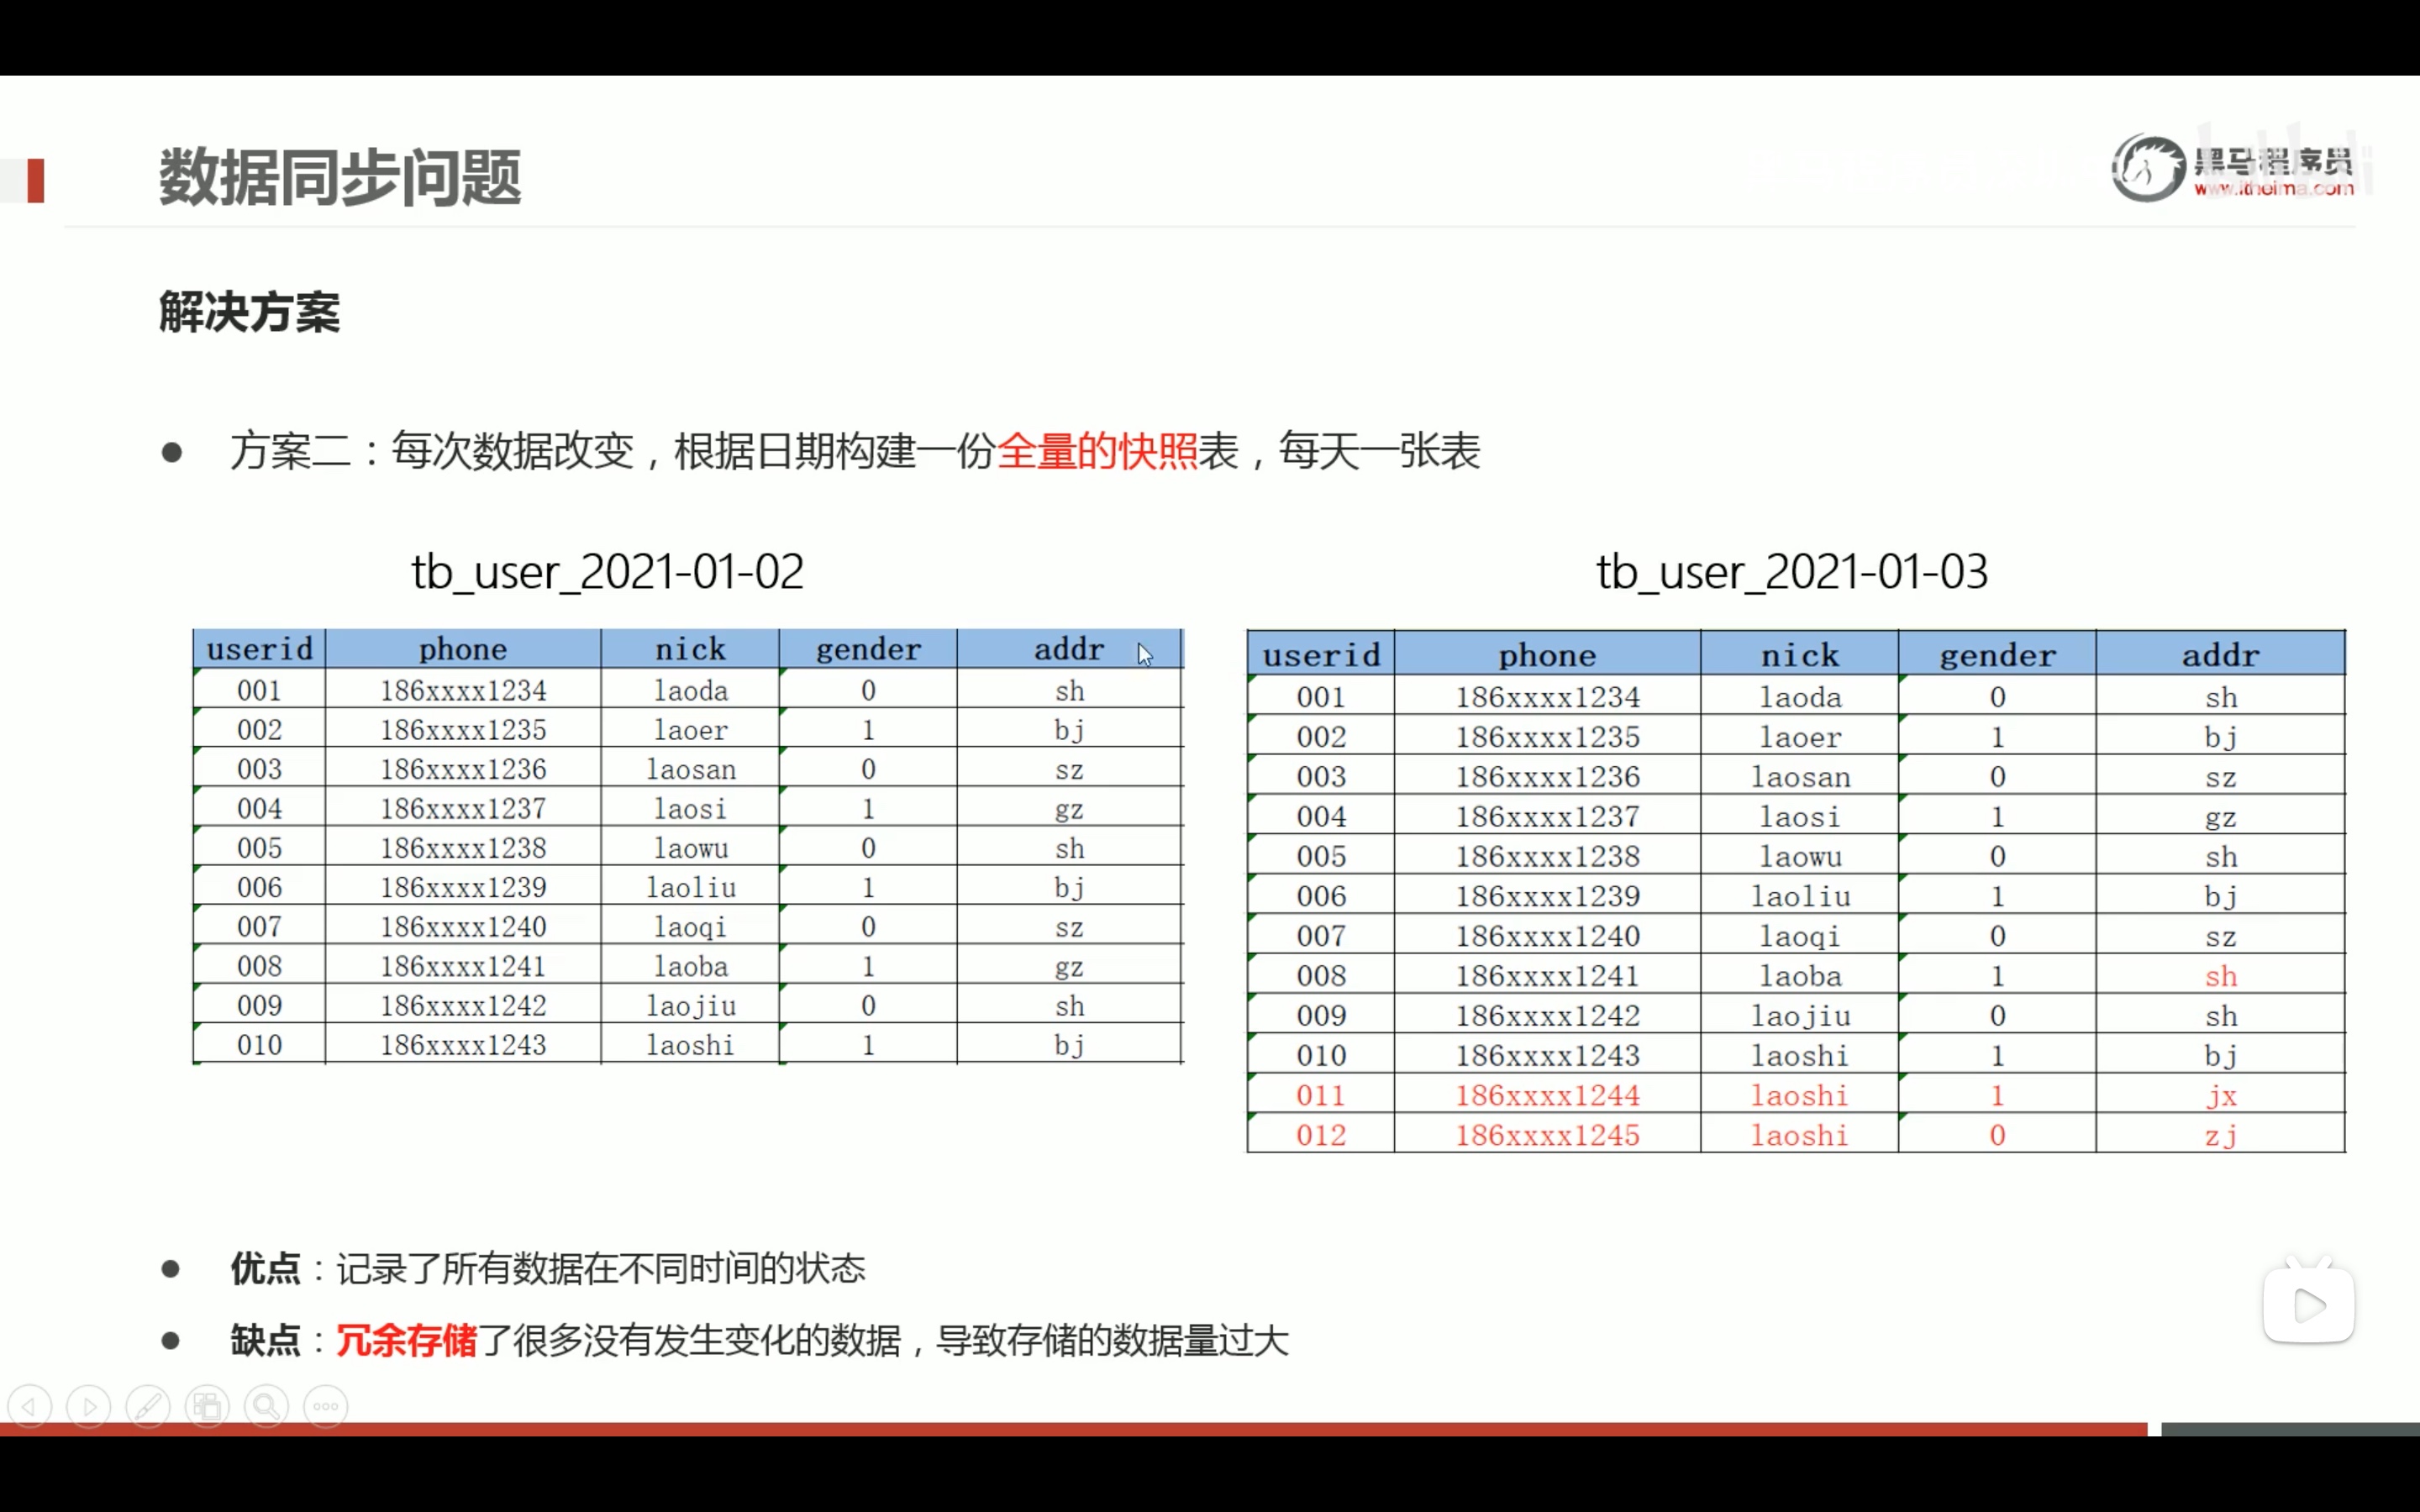 数据同步问题
黑马程序员
www.itheima.com
解决方案
● 方案二：每次数据改变，根据日期构建一份全量的快照表，每天一张表
tb_user_2021-01-02
userid phone nick gender addr
001 186xxxx1234 laoda 0 sh
002 186xxxx1235 laoer 1 bj
003 186xxxx1236 laosan 0 sz
004 186xxxx1237 laosi 1 gz
005 186xxxx1238 laowu 0 sh
006 186xxxx1239 laoliu 1 bj
007 186xxxx1240 laoqi 0 sz
008 186xxxx1241 laoba 1 gz
009 186xxxx1242 laojiu 0 sh
010 186xxxx1243 laoshi 1 bj
tb_user_2021-01-03
userid phone nick gender addr
001 186xxxx1234 laoda 0 sh
002 186xxxx1235 laoer 1 bj
003 186xxxx1236 laosan 0 sz
004 186xxxx1237 laosi 1 gz
005 186xxxx1238 laowu 0 sh
006 186xxxx1239 laoliu 1 bj
007 186xxxx1240 laoqi 0 sz
008 186xxxx1241 laoba 1 sh
009 186xxxx1242 laojiu 0 sh
010 186xxxx1243 laoshi 1 bj
011 186xxxx1244 laoshi 1 jx
012 186xxxx1245 laoshi 0 zj
● 优点：记录了所有数据在不同时间的状态
● 缺点：冗余存储了很多没有发生变化的数据，导致存储的数据量过大